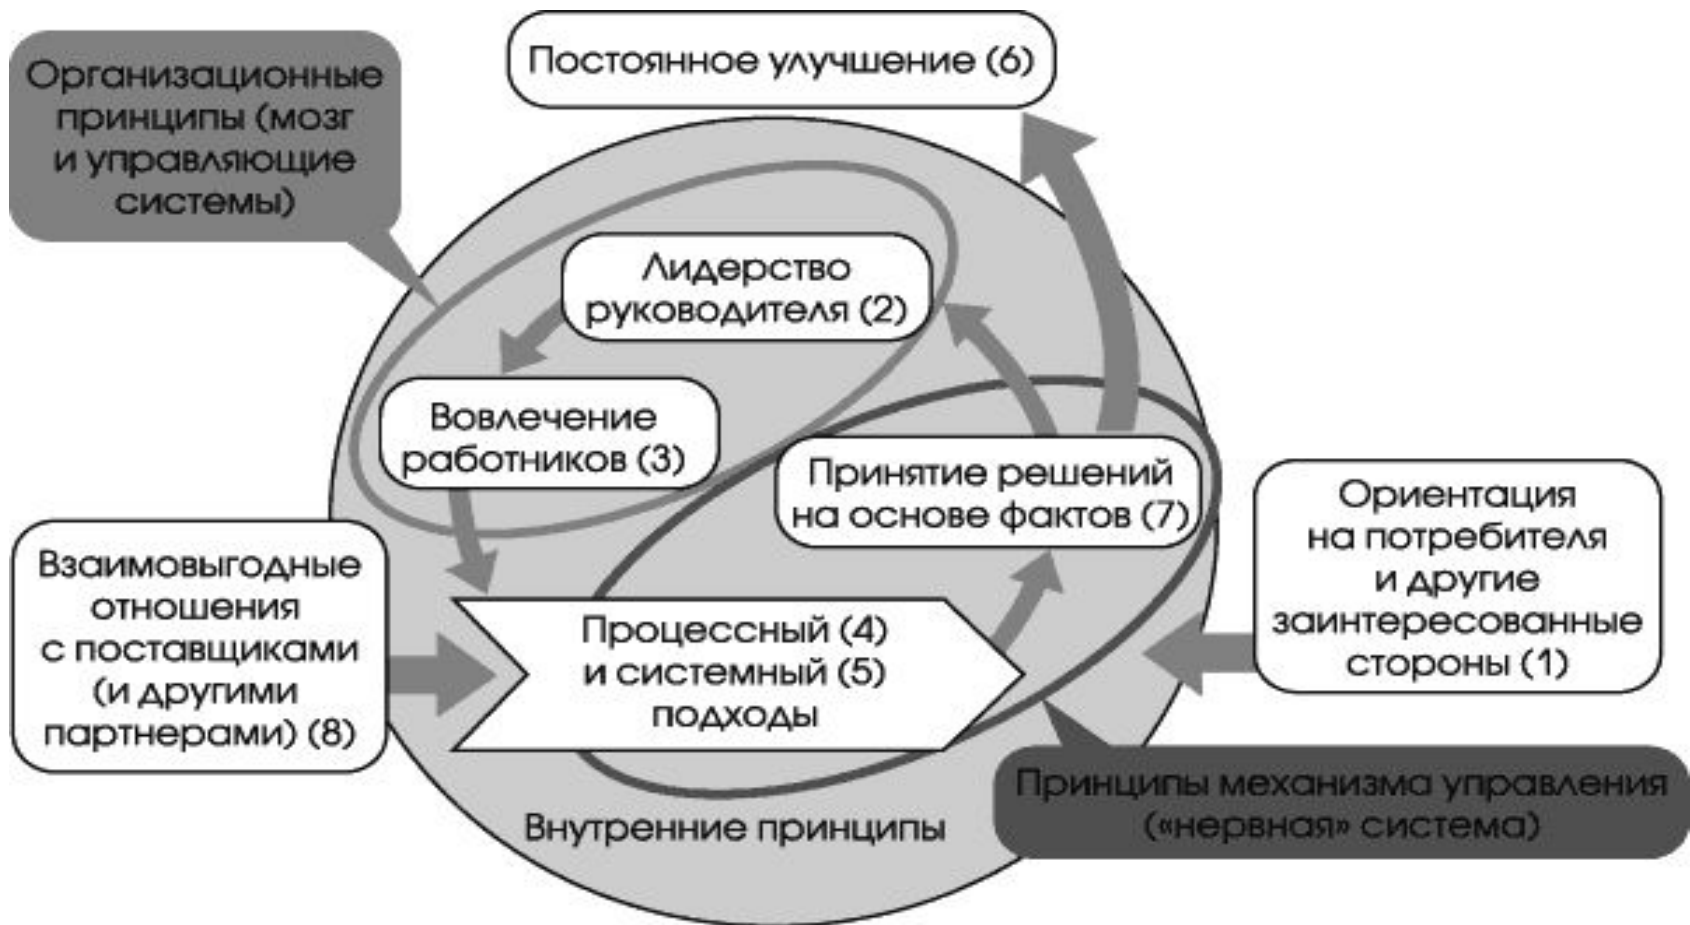 Постоянное улучшение (6)
Организационные
принципы (мозг
и управляющие
системы)
Лидерство
руководителя (2)
Вовлечение
работников (3)
Принятие решений
на основе фактов (7)
Ориентация
на потребителя
и другие
заинтересованные
стороны (1)
Взаимовыгодные
отношения
с поставщиками
(и другими
партнерами) (8)
Процессный (4)
и системный (5)
подходы
Принципы механизма управления
(«нервная» система)
Внутренние принципы